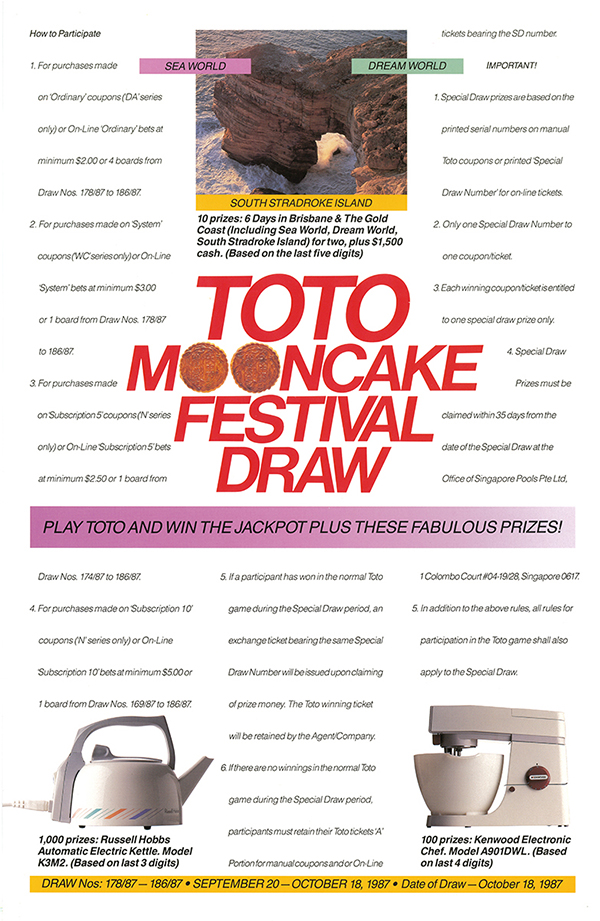 SEA WORLD
DREAM WORLD
SOUTH STRADROKE ISLAND
10 prizes: 6 Days in Brisbane & The Gold
Coast (Including Sea World, Dream World,
South Stradroke Island) for two, plus $1,500
cash. (Based on the last five digits)
TOTO
MOONCAKE
FESTIVAL
DRAW
PLAY TOTO AND WIN THE JACKPOT PLUS THESE FABULOUS PRIZES!
How to Participate
1. For purchases made
on 'Ordinary' coupons ('DA' series
only) or On-Line 'Ordinary' bets at
minimum $2.00 or 4 boards from
Draw Nos. 178/87 to 186/87.
2. For purchases made on 'System'
coupons ('WC' series only) or On-Line
'System' bets at minimum $3.00
or 1 board from Draw Nos. 178/87
to 186/87.
3. For purchases made
on 'Subscription 5' coupons ('N' series
only) or On-Line 'Subscription 5' bets
at minimum $2.50 or 1 board from
Draw Nos. 174/87 to 186/87.
4. For purchases made on 'Subscription 10'
coupons ('N' series only) or On-Line
'Subscription 10' bets at minimum $5.00 or
1 board from Draw Nos. 169/87 to 186/87.
5. If a participant has won in the normal Toto
game during the Special Draw period, an
exchange ticket bearing the same Special
Draw Number will be issued upon claiming
of prize money. The Toto winning ticket
will be retained by the Agent/Company.
6. If there are no winnings in the normal Toto
game during the Special Draw period,
participants must retain their Toto tickets 'A'
Portion for manual coupons and or On-Line
tickets bearing the SD number.
IMPORTANT!
1. Special Draw prizes are based on the
printed serial numbers on manual
Toto coupons or printed 'Special
Draw Number' for on-line tickets.
2. Only one Special Draw Number to
one coupon/ticket.
3. Each winning coupon/ticket is entitled
to one special draw prize only.
4. Special Draw
Prizes must be
claimed within 35 days from the
date of the Special Draw at the
Office of Singapore Pools Pte Ltd,
1 Colombo Court #04-19/28, Singapore 0617.
5. In addition to the above rules, all rules for
participation in the Toto game shall also
apply to the Special Draw.
1,000 prizes: Russell Hobbs
Automatic Electric Kettle. Model
K3M2. (Based on last 3 digits)
100 prizes: Kenwood Electronic
Chef. Model A901DWL. (Based
on last 4 digits)
DRAW Nos: 178/87 — 186/87 • SEPTEMBER 20 — OCTOBER 18, 1987 • Date of Draw — October 18, 1987